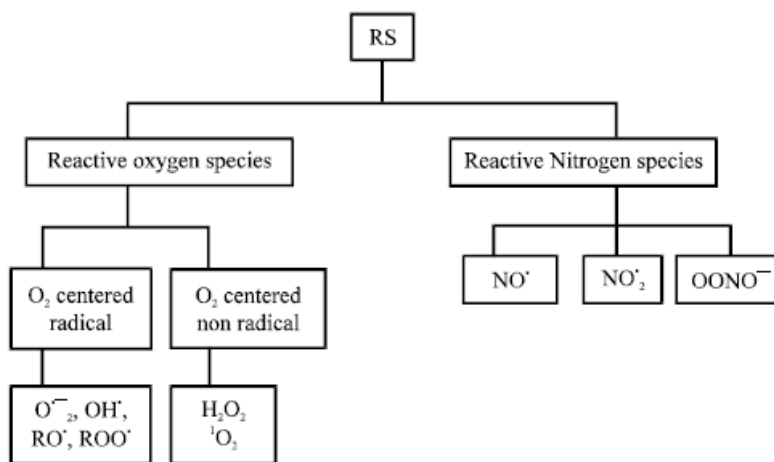 RS
Reactive oxygen species
Reactive Nitrogen species
O₂ centered
radical
O₂ centered
non radical
NO˙
NO˙₂
OONO⁻
O˙⁻₂, OH˙,
RO˙, ROO˙
H₂O₂
¹O₂